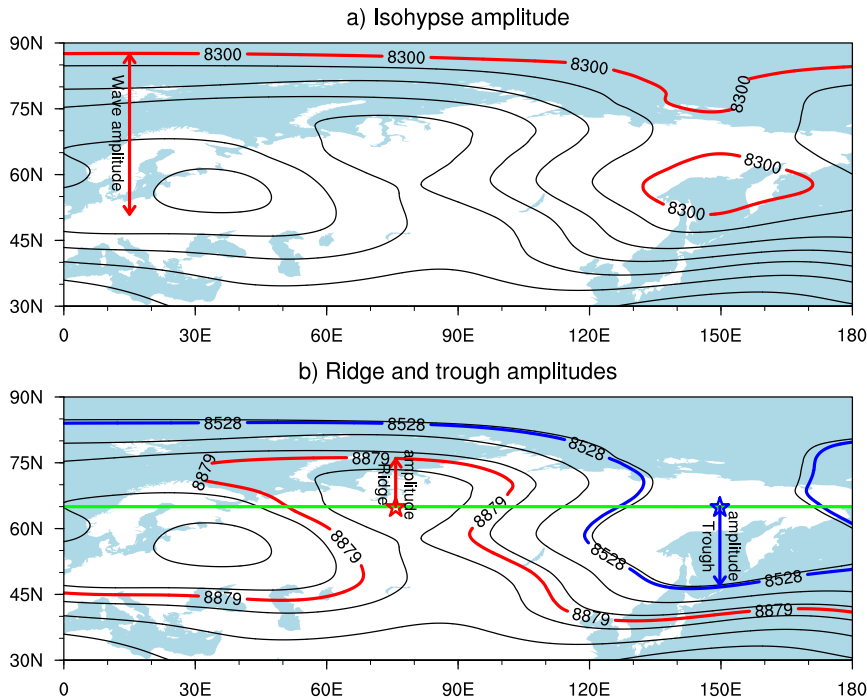 a) Isohypse amplitude
90N
75N
60N
45N
30N
8300
8300
8300
8300
8300
8300
Wave amplitude
0
30E
60E
90E
120E
150E
180
b) Ridge and trough amplitudes
90N
75N
60N
45N
30N
8528
8528
8879
8879
amplitude
Ridge
8879
8879
8528
amplitude
Trough
8528
8879
8879
0
30E
60E
90E
120E
150E
180